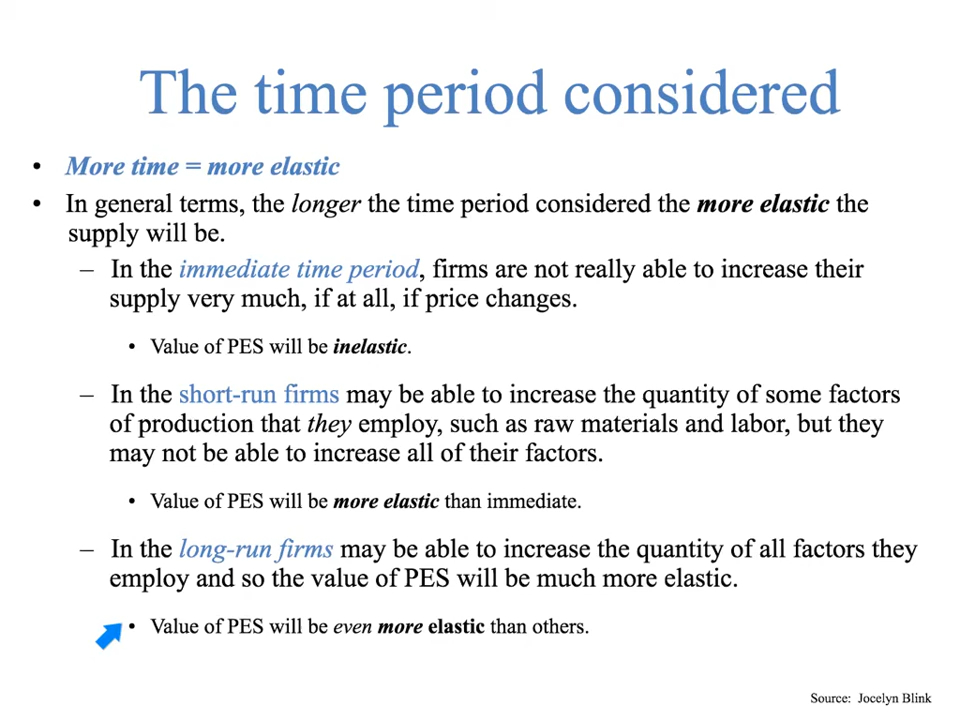 The time period considered
• More time = more elastic
• In general terms, the longer the time period considered the more elastic the
supply will be.
– In the immediate time period, firms are not really able to increase their
supply very much, if at all, if price changes.
• Value of PES will be inelastic.
– In the short-run firms may be able to increase the quantity of some factors
of production that they employ, such as raw materials and labor, but they
may not be able to increase all of their factors.
• Value of PES will be more elastic than immediate.
– In the long-run firms may be able to increase the quantity of all factors they
employ and so the value of PES will be much more elastic.
• Value of PES will be even more elastic than others.
Source: Jocelyn Blink